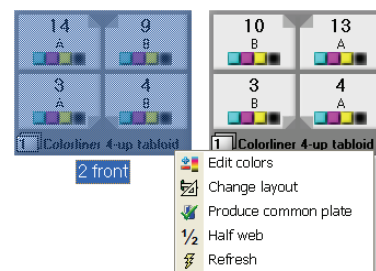 14 9 10 13
A B B A
3 4 3 4
A B B A
1 Colorliner 4-up tabloid 1 Colorliner 4-up tabloid
2 front
Edit colors
Change layout
Produce common plate
1/2 Half web
Refresh